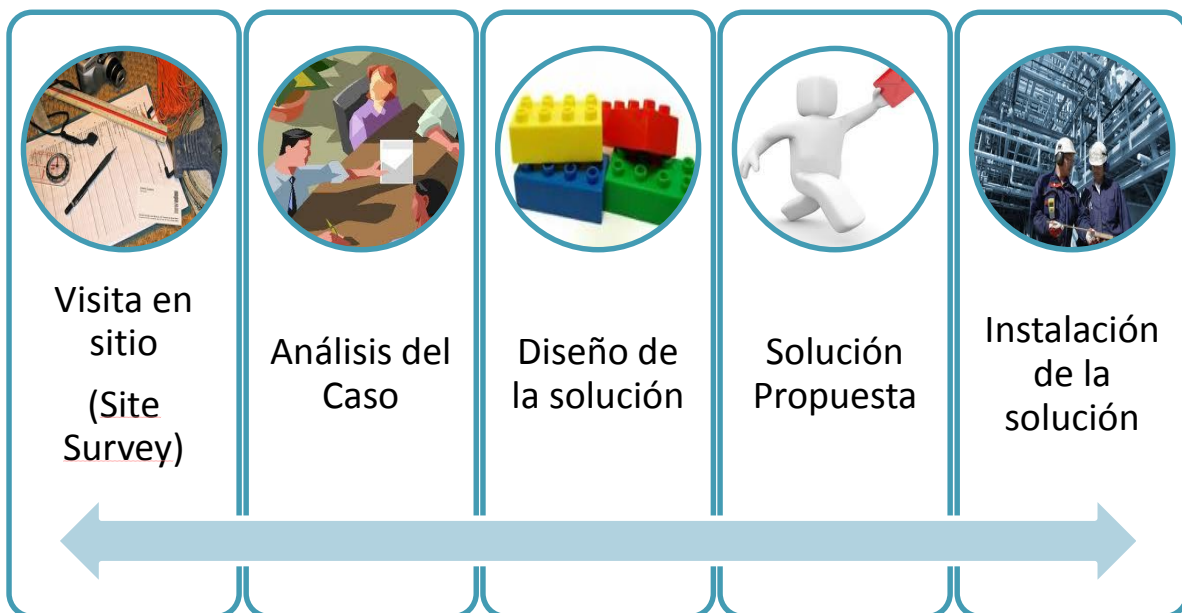 Visita en
sitio
(Site
Survey)
Análisis del
Caso
Diseño de
la solución
Solución
Propuesta
Instalación
de la
solución